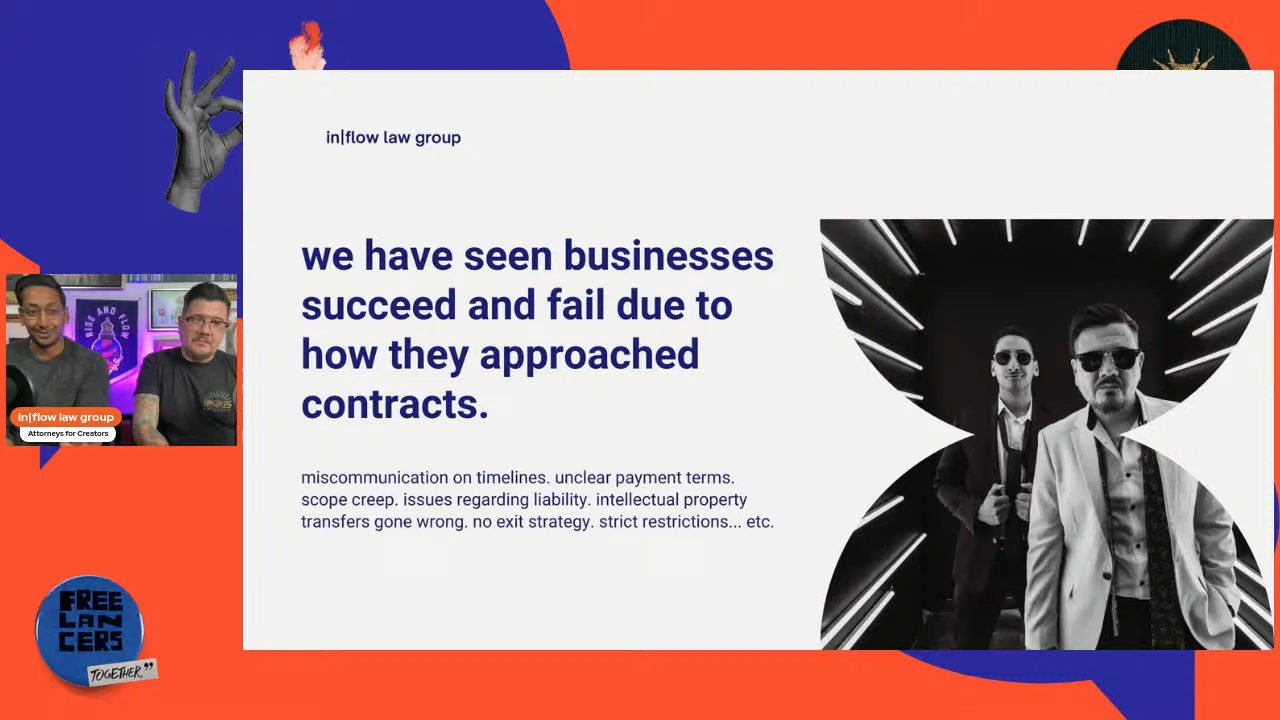 in|flow law group
we have seen businesses
succeed and fail due to
how they approached
contracts.
miscommunication on timelines. unclear payment terms.
scope creep. issues regarding liability. intellectual property
transfers gone wrong. no exit strategy. strict restrictions... etc.
RISE AND FLOW
in|flow law group
Attorneys for Creators
FREE
LAN
CERS
TOGETHER"